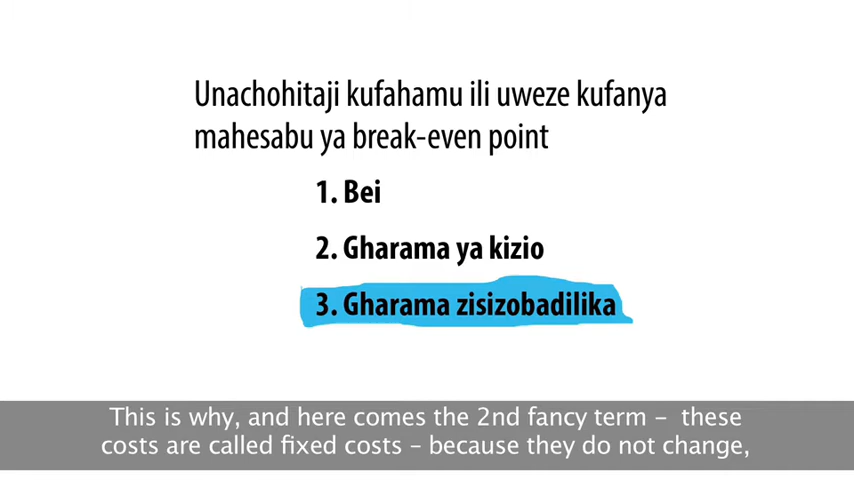 Unachohitaji kufahamu ili uweze kufanya
mahesabu ya break-even point
1. Bei
2. Gharama ya kizio
3. Gharama zisizobadilika
This is why, and here comes the 2nd fancy term – these
costs are called fixed costs – because they do not change,